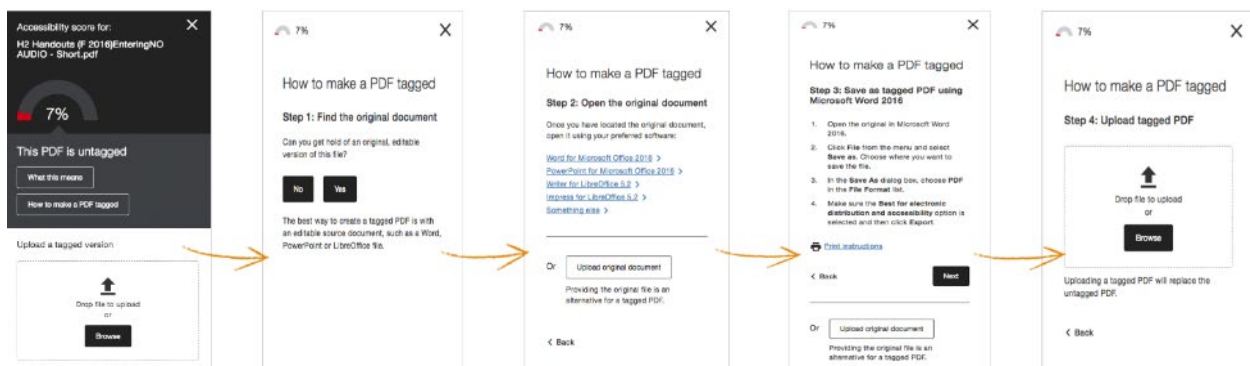 Accessibility score for:
H2 Handouts (F 2016)EnteringNO
AUDIO - Short.pdf
7%
This PDF is untagged
What this means
How to make a PDF tagged
Upload a tagged version
Drop file to upload
or
Browse
7%
How to make a PDF tagged
Step 1: Find the original document
Can you get hold of an original, editable
version of this file?
No
Yes
The best way to create a tagged PDF is with
an editable source document, such as a Word,
PowerPoint or LibreOffice file.
7%
How to make a PDF tagged
Step 2: Open the original document
Once you have located the original document,
open it using your preferred software:
Word for Microsoft Office 2016 >
PowerPoint for Microsoft Office 2016 >
Writer for LibreOffice 5.2 >
Impress for LibreOffice 5.2 >
Something else >
Or
Upload original document
Providing the original file is an
alternative for a tagged PDF.
< Back
7%
How to make a PDF tagged
Step 3: Save as tagged PDF using
Microsoft Word 2016
1. Open the original in Microsoft Word
2016.
2. Click File from the menu and select
Save as. Choose where you want to
save the file.
3. In the Save As dialog box, choose PDF
in the File Format list.
4. Make sure the Best for electronic
distribution and accessibility option is
selected and then click Export.
Print instructions
< Back
Next
Or
Upload original document
Providing the original file is an
alternative for a tagged PDF.
7%
How to make a PDF tagged
Step 4: Upload tagged PDF
Drop file to upload
or
Browse
Uploading a tagged PDF will replace the
untagged PDF.
< Back